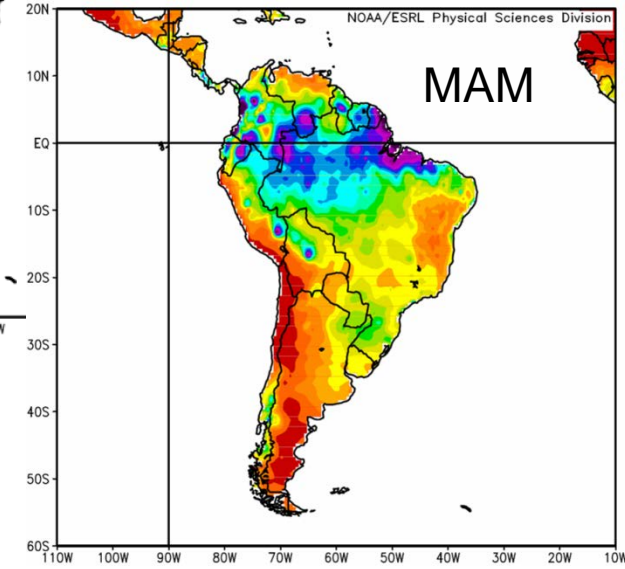 NOAA/ESRL Physical Sciences Division
MAM
20N
10N
EQ
10S
20S
30S
40S
50S
60S
110W 100W 90W 80W 70W 60W 50W 40W 30W 20W 10W